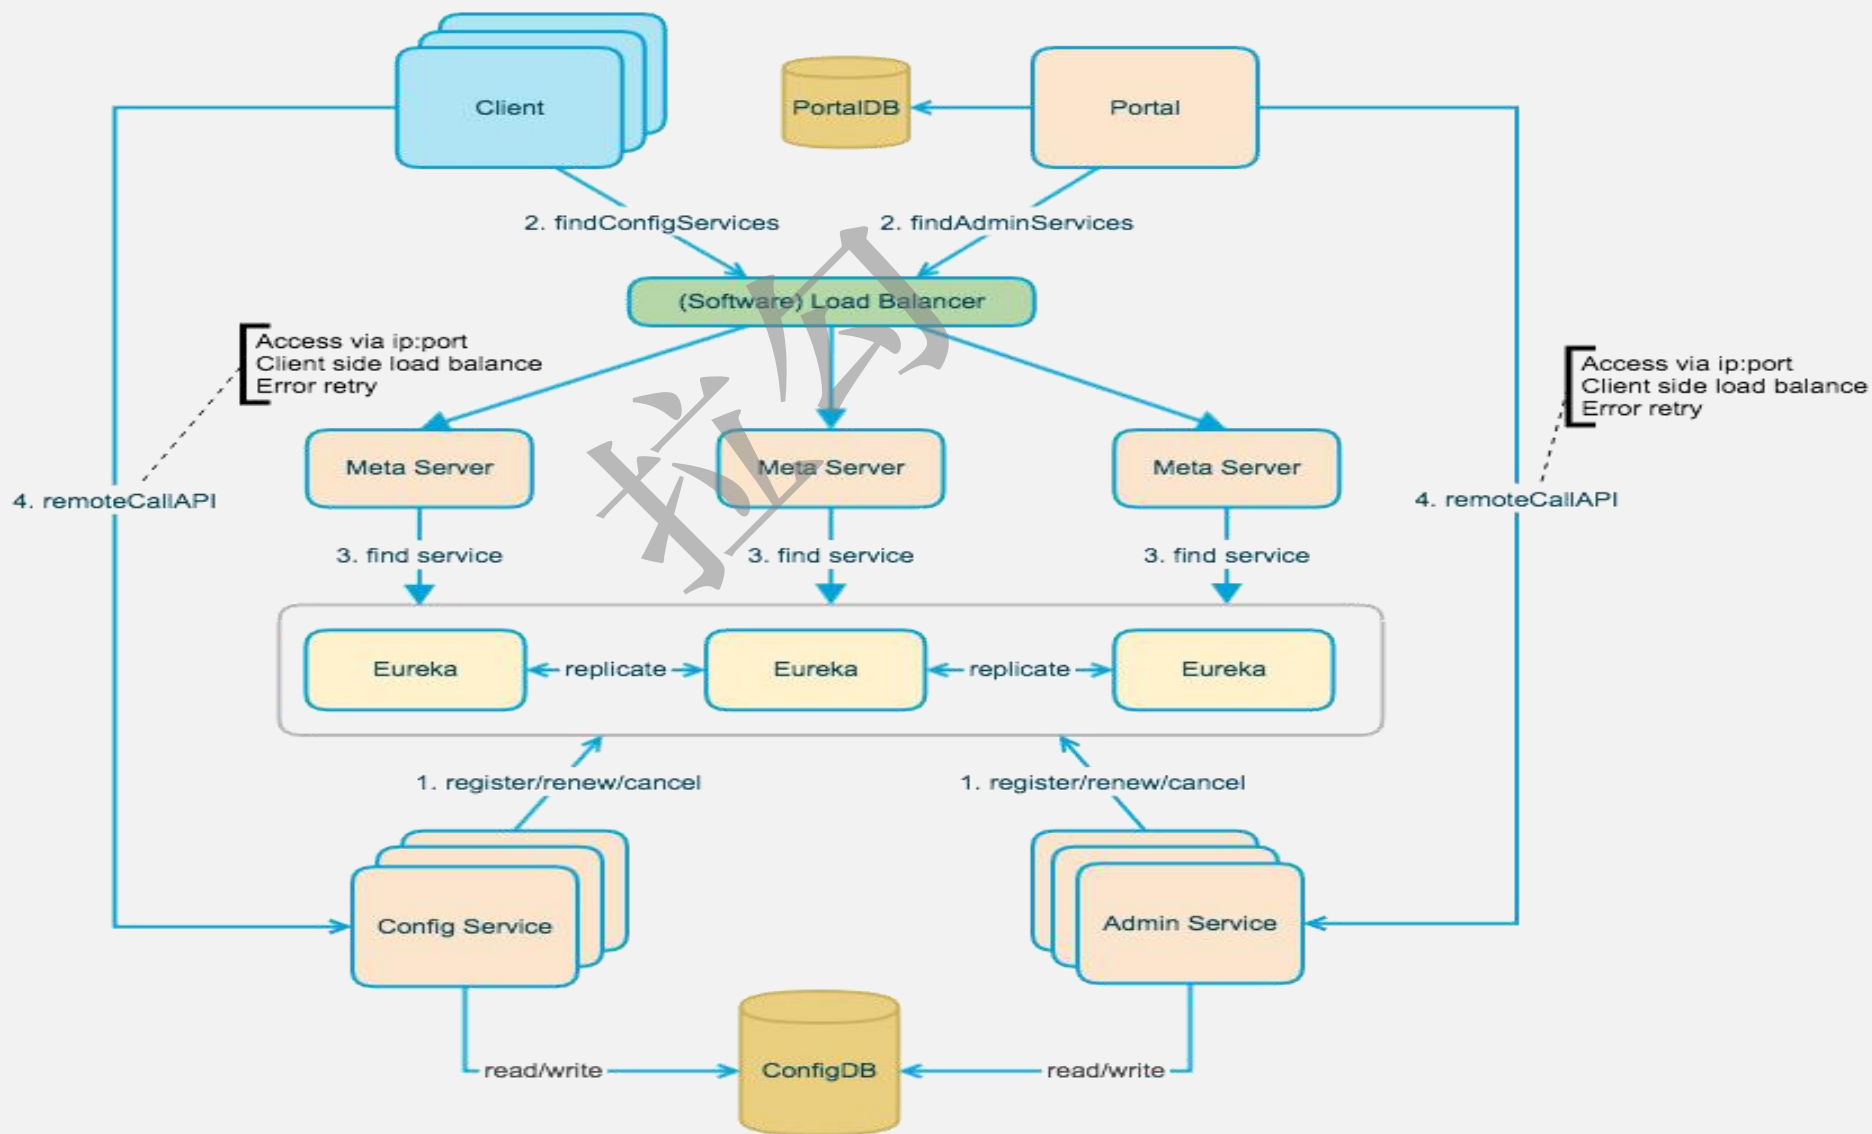 Client
PortalDB
Portal
2. findConfigServices
2. findAdminServices
(Software) Load Balancer
Access via ip:port
Client side load balance
Error retry
Access via ip:port
Client side load balance
Error retry
Meta Server
Meta Server
Meta Server
4. remoteCallAPI
4. remoteCallAPI
3. find service
3. find service
3. find service
Eureka
replicate
Eureka
replicate
Eureka
1. register/renew/cancel
1. register/renew/cancel
Config Service
Admin Service
read/write
ConfigDB
read/write
拉勾